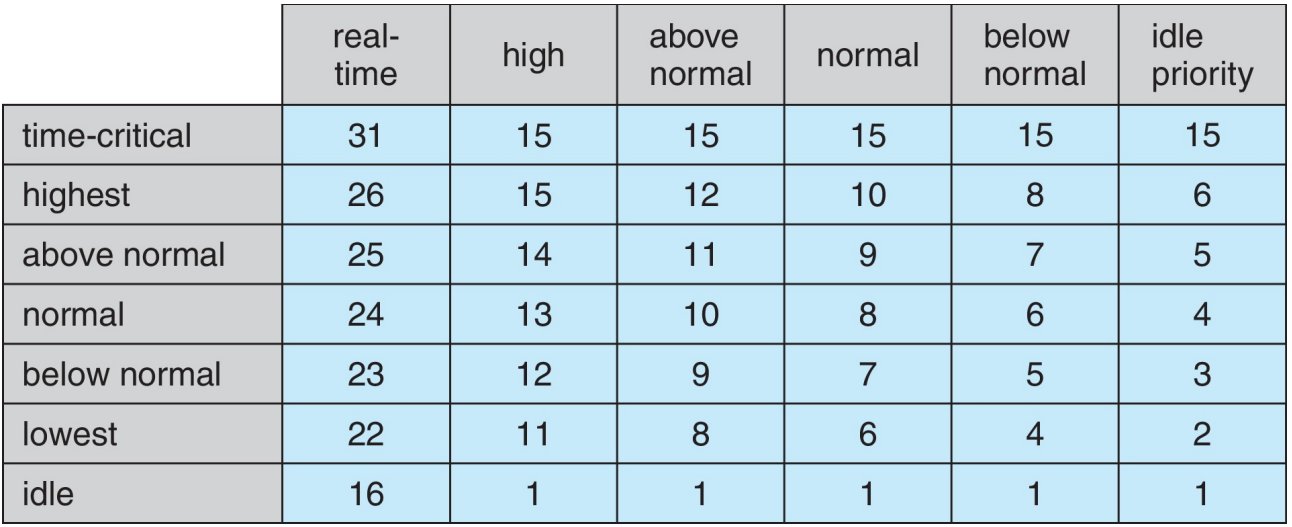 real-
time high above
normal normal below
normal idle
priority
time-critical 31 15 15 15 15 15
highest 26 15 12 10 8 6
above normal 25 14 11 9 7 5
normal 24 13 10 8 6 4
below normal 23 12 9 7 5 3
lowest 22 11 8 6 4 2
idle 16 1 1 1 1 1